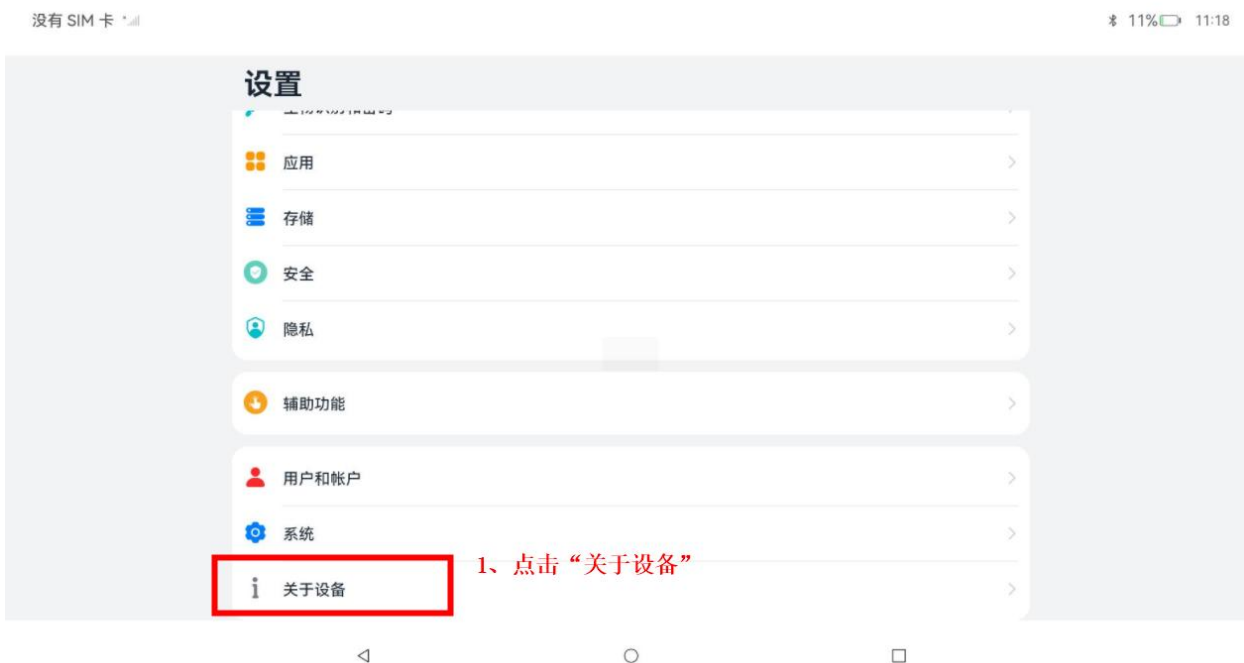 没有 SIM 卡
11% 11:18
设置
应用
存储
安全
隐私
辅助功能
用户和帐户
系统
1、点击“关于设备”
关于设备